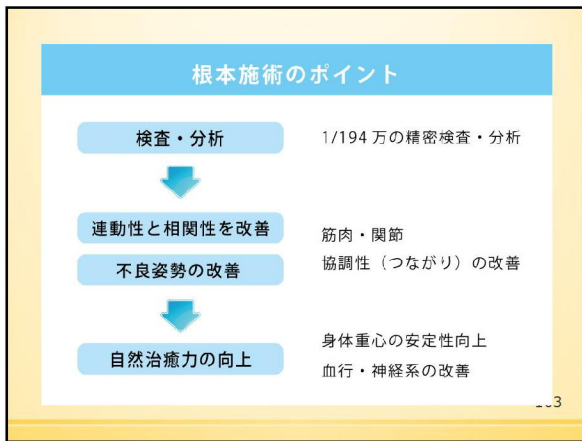 根本施術のポイント
検査・分析
1/194 万の精密検査・分析
連動性と相関性を改善
不良姿勢の改善
筋肉・関節
協調性（つながり）の改善
自然治癒力の向上
身体重心の安定性向上
血行・神経系の改善